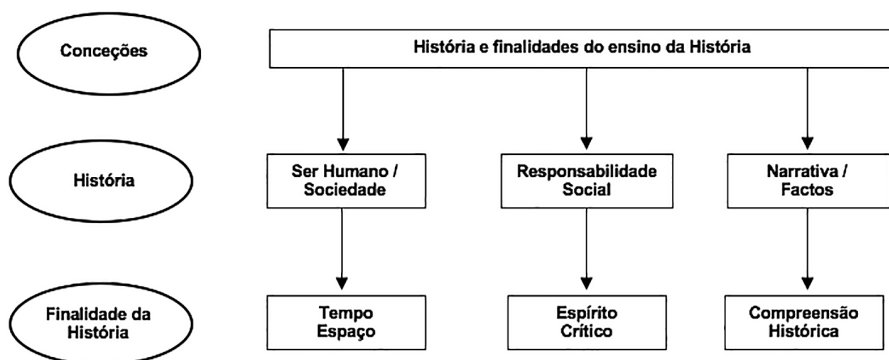 Conceções
História e finalidades do ensino da História
História
Ser Humano /
Sociedade
Responsabilidade
Social
Narrativa /
Factos
Finalidade da
História
Tempo
Espaço
Espírito
Crítico
Compreensão
Histórica